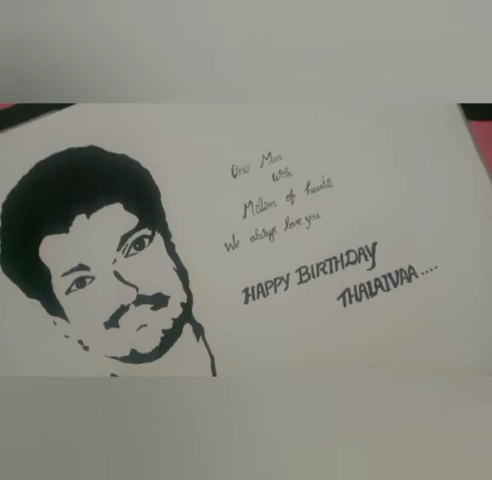 One Man
with
Million of hearts
We always love you
HAPPY BIRTHDAY
THALAIVAA....